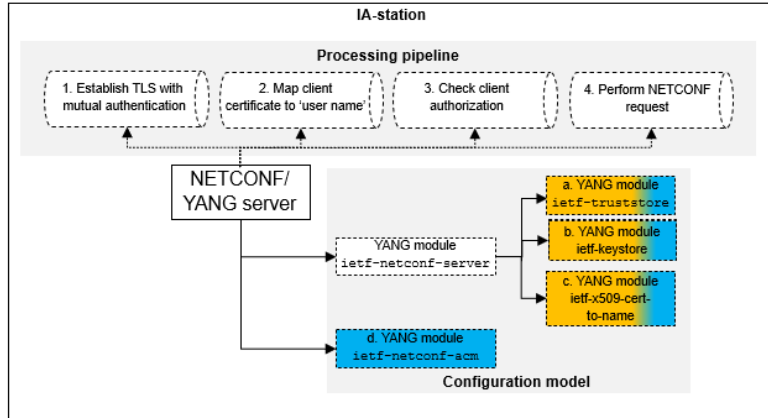 IA-station
Processing pipeline
1. Establish TLS with
mutual authentication
2. Map client
certificate to ‘user name’
3. Check client
authorization
4. Perform NETCONF
request
NETCONF/
YANG server
YANG module
ietf-netconf-server
a. YANG module
ietf-truststore
b. YANG module
ietf-keystore
c. YANG module
ietf-x509-cert-
to-name
d. YANG module
ietf-netconf-acm
Configuration model